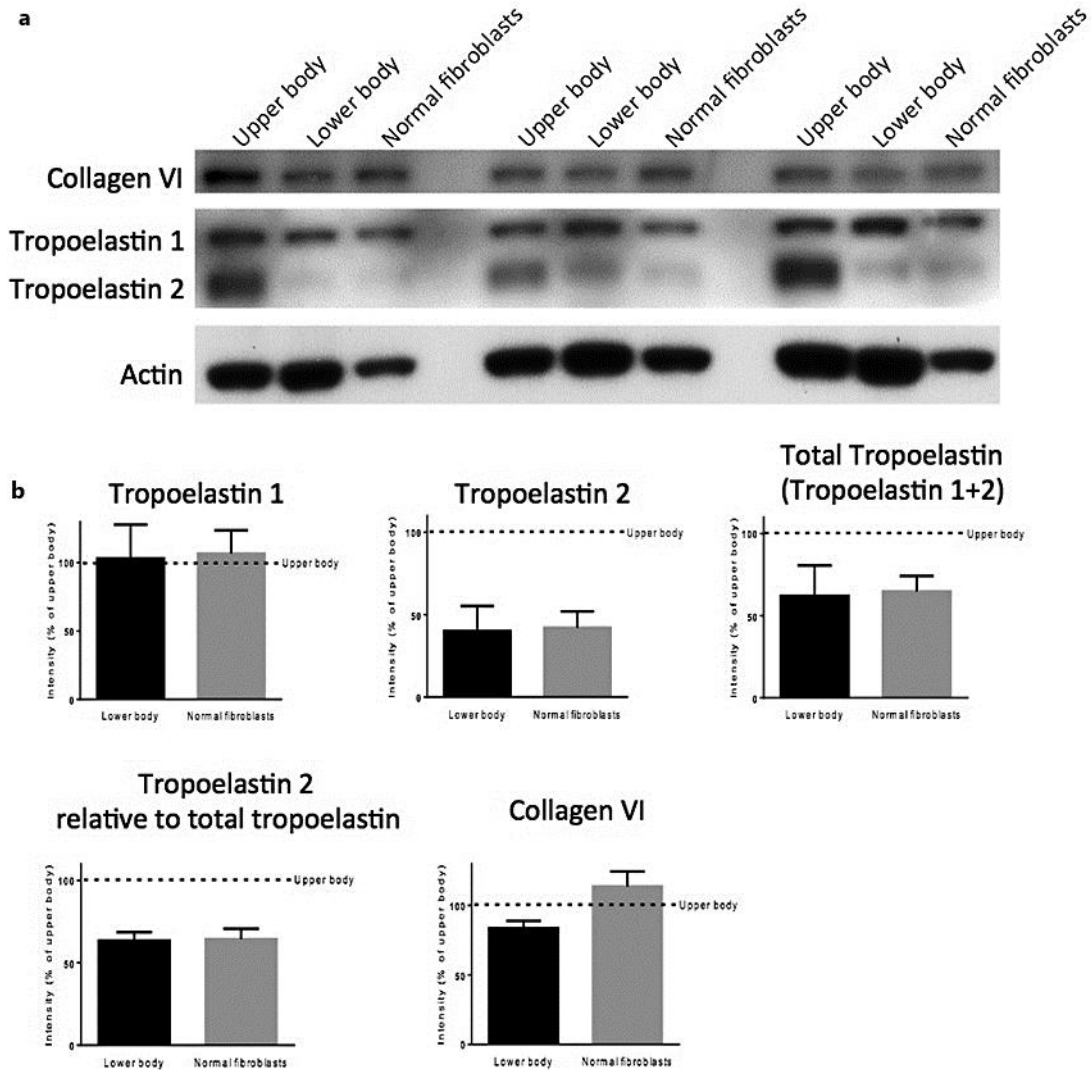 a
Upper body
Lower body
Normal fibroblasts
Upper body
Lower body
Normal fibroblasts
Upper body
Lower body
Normal fibroblasts
Collagen VI
Tropoelastin 1
Tropoelastin 2
Actin
b
Tropoelastin 1
Intensity (% of upper body)
100
50
0
Upper body
Lower body
Normal fibroblasts
Tropoelastin 2
Intensity (% of upper body)
100
50
0
Upper body
Lower body
Normal fibroblasts
Total Tropoelastin
(Tropoelastin 1+2)
Intensity (% of upper body)
100
50
0
Upper body
Lower body
Normal fibroblasts
Tropoelastin 2
relative to total tropoelastin
Intensity (% of upper body)
100
50
0
Upper body
Lower body
Normal fibroblasts
Collagen VI
Intensity (% of upper body)
100
50
0
Upper body
Lower body
Normal fibroblasts